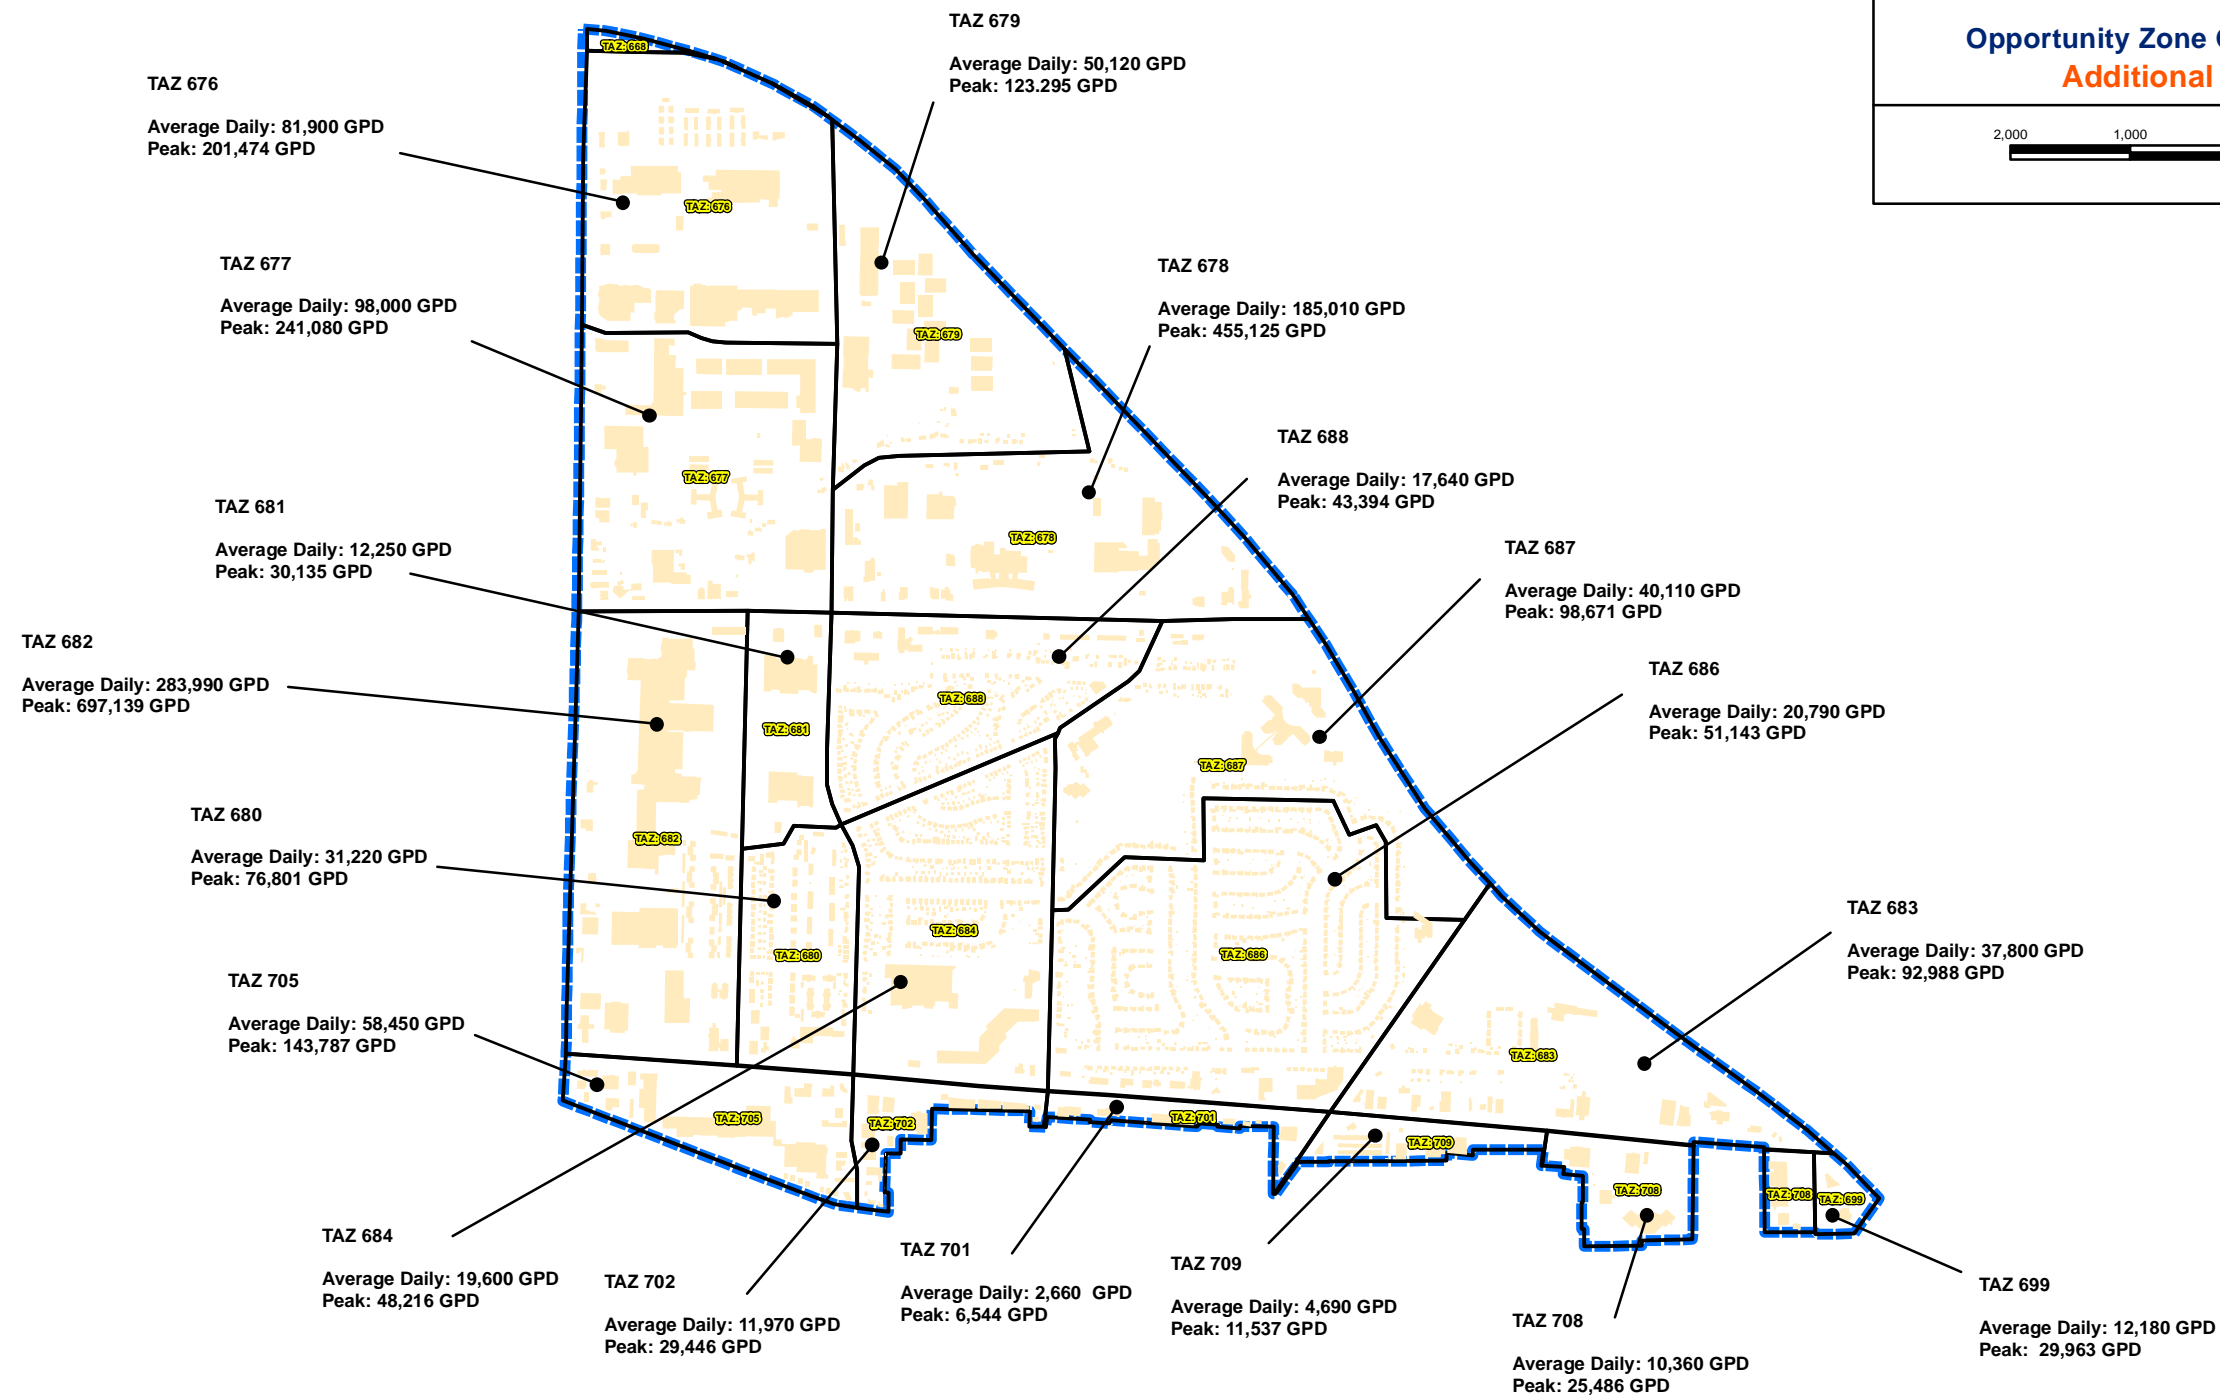 TAZ 679
Average Daily: 50,120 GPD
Peak: 123.295 GPD
Opportunity Zone
Additional
2,000
1,000
TAZ: 668
TAZ 676
Average Daily: 81,900 GPD
Peak: 201,474 GPD
TAZ: 676
TAZ 677
Average Daily: 98,000 GPD
Peak: 241,080 GPD
TAZ 678
Average Daily: 185,010 GPD
Peak: 455,125 GPD
TAZ: 679
TAZ 688
Average Daily: 17,640 GPD
Peak: 43,394 GPD
TAZ: 677
TAZ 681
Average Daily: 12,250 GPD
Peak: 30,135 GPD
TAZ: 678
TAZ 687
Average Daily: 40,110 GPD
Peak: 98,671 GPD
TAZ 682
Average Daily: 283,990 GPD
Peak: 697,139 GPD
TAZ 686
Average Daily: 20,790 GPD
Peak: 51,143 GPD
TAZ: 688
TAZ: 681
TAZ: 687
TAZ 680
Average Daily: 31,220 GPD
Peak: 76,801 GPD
TAZ: 682
TAZ: 684
TAZ: 680
TAZ: 686
TAZ 683
Average Daily: 37,800 GPD
Peak: 92,988 GPD
TAZ 705
Average Daily: 58,450 GPD
Peak: 143,787 GPD
TAZ: 683
TAZ: 705
TAZ: 702
TAZ: 701
TAZ: 709
TAZ: 708
TAZ: 708
TAZ: 699
TAZ 684
Average Daily: 19,600 GPD
Peak: 48,216 GPD
TAZ 702
Average Daily: 11,970 GPD
Peak: 29,446 GPD
TAZ 701
Average Daily: 2,660 GPD
Peak: 6,544 GPD
TAZ 709
Average Daily: 4,690 GPD
Peak: 11,537 GPD
TAZ 708
Average Daily: 10,360 GPD
Peak: 25,486 GPD
TAZ 699
Average Daily: 12,180 GPD
Peak: 29,963 GPD